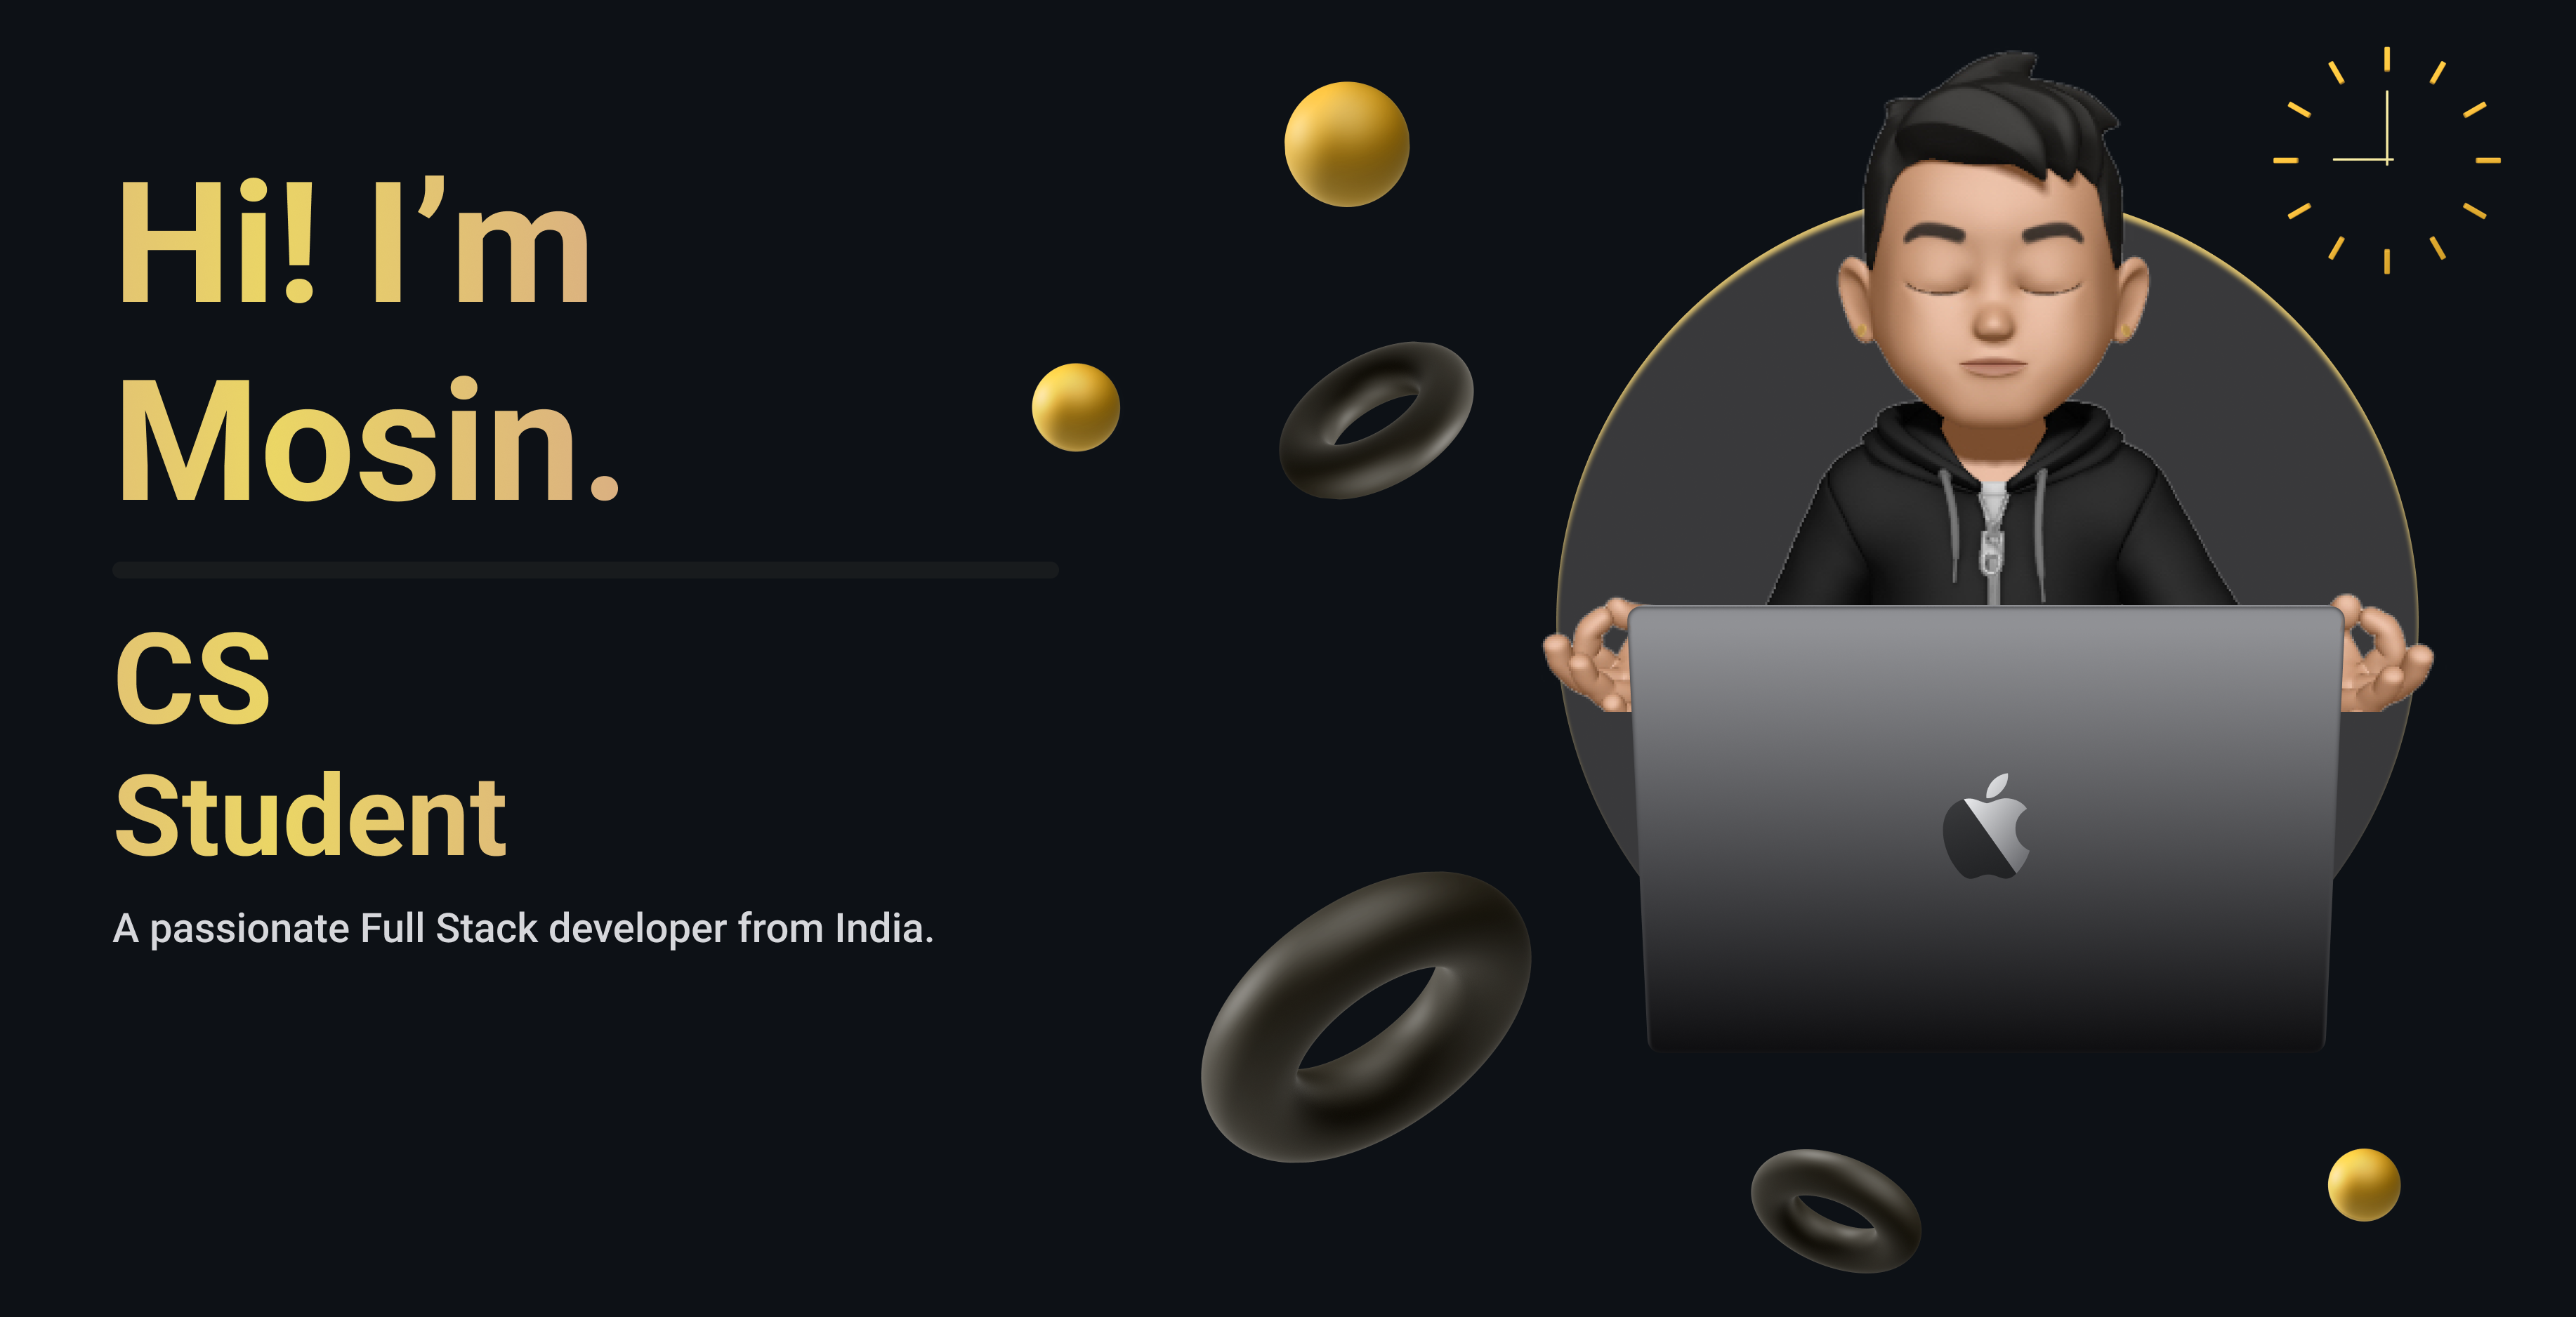 Hi! I’m
Mosin.
CS
Student
A passionate Full Stack developer from India.